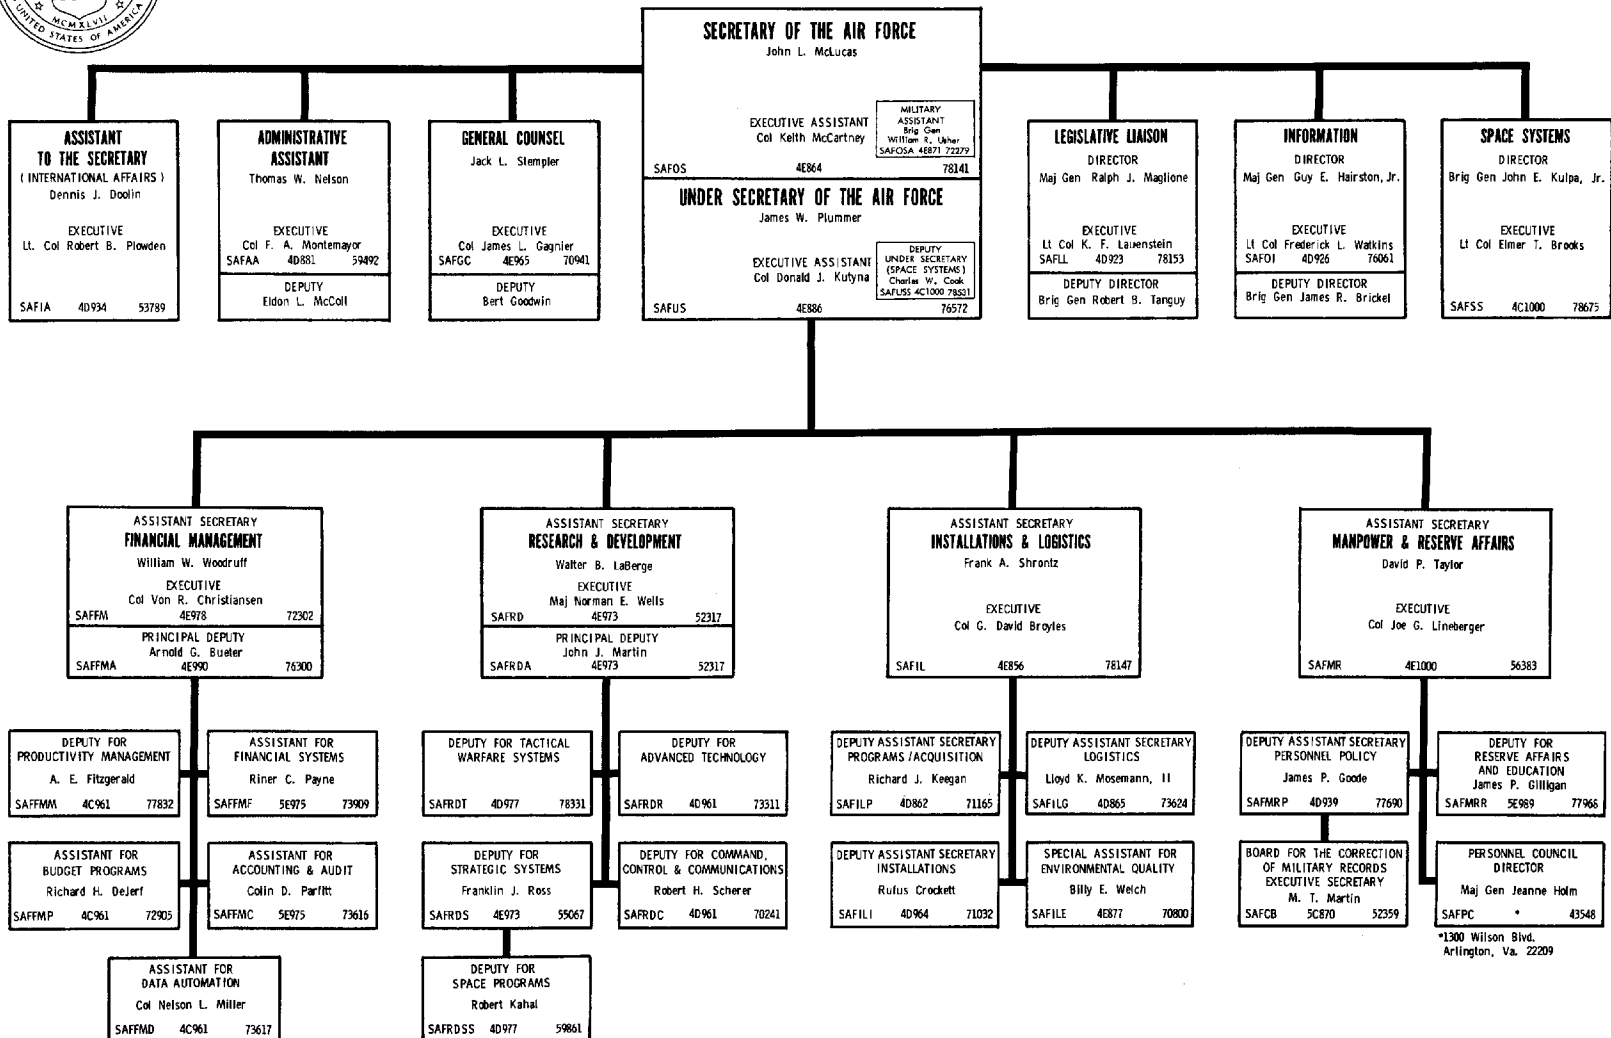 MCMXLVII
UNITED STATES OF AMERICA
SECRETARY OF THE AIR FORCE
John L. McLucas
EXECUTIVE ASSISTANT
Col Keith McCartney
MILITARY
ASSISTANT
Brig Gen
William R. Usher
SAFOSA 4E871 72279
SAFOS 4E864 78141
UNDER SECRETARY OF THE AIR FORCE
James W. Plummer
EXECUTIVE ASSISTANT
Col Donald J. Kutyna
DEPUTY
UNDER SECRETARY
(SPACE SYSTEMS)
Charles W. Cook
SAFUSS 4C1000 78531
SAFUS 4E886 76572
ASSISTANT
TO THE SECRETARY
( INTERNATIONAL AFFAIRS )
Dennis J. Doolin
EXECUTIVE
Lt. Col Robert B. Plowden
SAFIA 4D934 53789
ADMINISTRATIVE
ASSISTANT
Thomas W. Nelson
EXECUTIVE
Col F. A. Montemayor
SAFAA 4D881 59492
DEPUTY
Eldon L. McColl
GENERAL COUNSEL
Jack L. Stempler
EXECUTIVE
Col James L. Gagnier
SAFGC 4E965 70941
DEPUTY
Bert Goodwin
LEGISLATIVE LIAISON
DIRECTOR
Maj Gen Ralph J. Maglione
EXECUTIVE
Lt Col K. F. Lauenstein
SAFLL 4D923 78153
DEPUTY DIRECTOR
Brig Gen Robert B. Tanguy
INFORMATION
DIRECTOR
Maj Gen Guy E. Hairston, Jr.
EXECUTIVE
Lt Col Frederick L. Watkins
SAFOI 4D926 76061
DEPUTY DIRECTOR
Brig Gen James R. Brickel
SPACE SYSTEMS
DIRECTOR
Brig Gen John E. Kulpa, Jr.
EXECUTIVE
Lt Col Elmer T. Brooks
SAFSS 4C1000 78675
ASSISTANT SECRETARY
FINANCIAL MANAGEMENT
William W. Woodruff
EXECUTIVE
Col Von R. Christiansen
SAFFM 4E978 72302
PRINCIPAL DEPUTY
Arnold G. Bueter
SAFFMA 4E990 76300
ASSISTANT SECRETARY
RESEARCH & DEVELOPMENT
Walter B. LaBerge
EXECUTIVE
Maj Norman E. Wells
SAFRD 4E973 52317
PRINCIPAL DEPUTY
John J. Martin
SAFRDA 4E973 52317
ASSISTANT SECRETARY
INSTALLATIONS & LOGISTICS
Frank A. Shrontz
EXECUTIVE
Col G. David Broyles
SAFIL 4E856 78147
ASSISTANT SECRETARY
MANPOWER & RESERVE AFFAIRS
David P. Taylor
EXECUTIVE
Col Joe G. Lineberger
SAFMR 4E1000 56383
DEPUTY FOR
PRODUCTIVITY MANAGEMENT
A. E. Fitzgerald
SAFFMM 4C961 77832
ASSISTANT FOR
FINANCIAL SYSTEMS
Riner C. Payne
SAFFMF 5E975 73909
DEPUTY FOR TACTICAL
WARFARE SYSTEMS
SAFRDT 4D977 78331
DEPUTY FOR
ADVANCED TECHNOLOGY
SAFRDR 4D961 73311
DEPUTY ASSISTANT SECRETARY
PROGRAMS /ACQUISITION
Richard J. Keegan
SAFILP 4D862 71165
DEPUTY ASSISTANT SECRETARY
LOGISTICS
Lloyd K. Mosemann, II
SAFILG 4D865 73624
DEPUTY ASSISTANT SECRETARY
PERSONNEL POLICY
James P. Goode
SAFMRP 4D939 77690
DEPUTY FOR
RESERVE AFFAIRS
AND EDUCATION
James P. Gilligan
SAFMRR 5E989 77968
ASSISTANT FOR
BUDGET PROGRAMS
Richard H. DeJerf
SAFFMP 4C961 72905
ASSISTANT FOR
ACCOUNTING & AUDIT
Colin D. Parfitt
SAFFMC 5E975 73616
DEPUTY FOR
STRATEGIC SYSTEMS
Franklin J. Ross
SAFRDS 4E973 55067
DEPUTY FOR COMMAND,
CONTROL & COMMUNICATIONS
Robert H. Scherer
SAFRDC 4D961 70241
DEPUTY ASSISTANT SECRETARY
INSTALLATIONS
Rufus Crockett
SAFILI 4D964 71032
SPECIAL ASSISTANT FOR
ENVIRONMENTAL QUALITY
Billy E. Welch
SAFILE 4E877 70800
BOARD FOR THE CORRECTION
OF MILITARY RECORDS
EXECUTIVE SECRETARY
M. T. Martin
SAFCB 5C870 52359
PERSONNEL COUNCIL
DIRECTOR
Maj Gen Jeanne Holm
SAFPC * 43548
*1300 Wilson Blvd.
Arlington, Va. 22209
ASSISTANT FOR
DATA AUTOMATION
Col Nelson L. Miller
SAFFMD 4C961 73617
DEPUTY FOR
SPACE PROGRAMS
Robert Kahal
SAFRDSS 4D977 59861